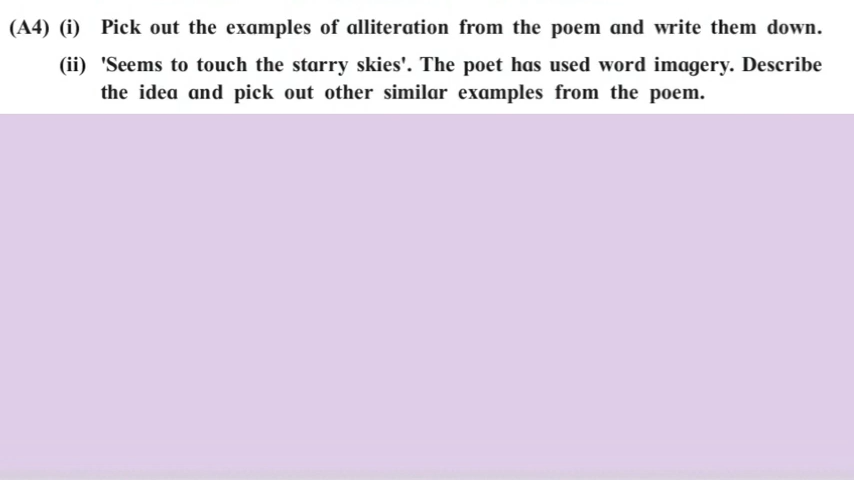 (A4) (i) Pick out the examples of alliteration from the poem and write them down.
(ii) 'Seems to touch the starry skies'. The poet has used word imagery. Describe
the idea and pick out other similar examples from the poem.